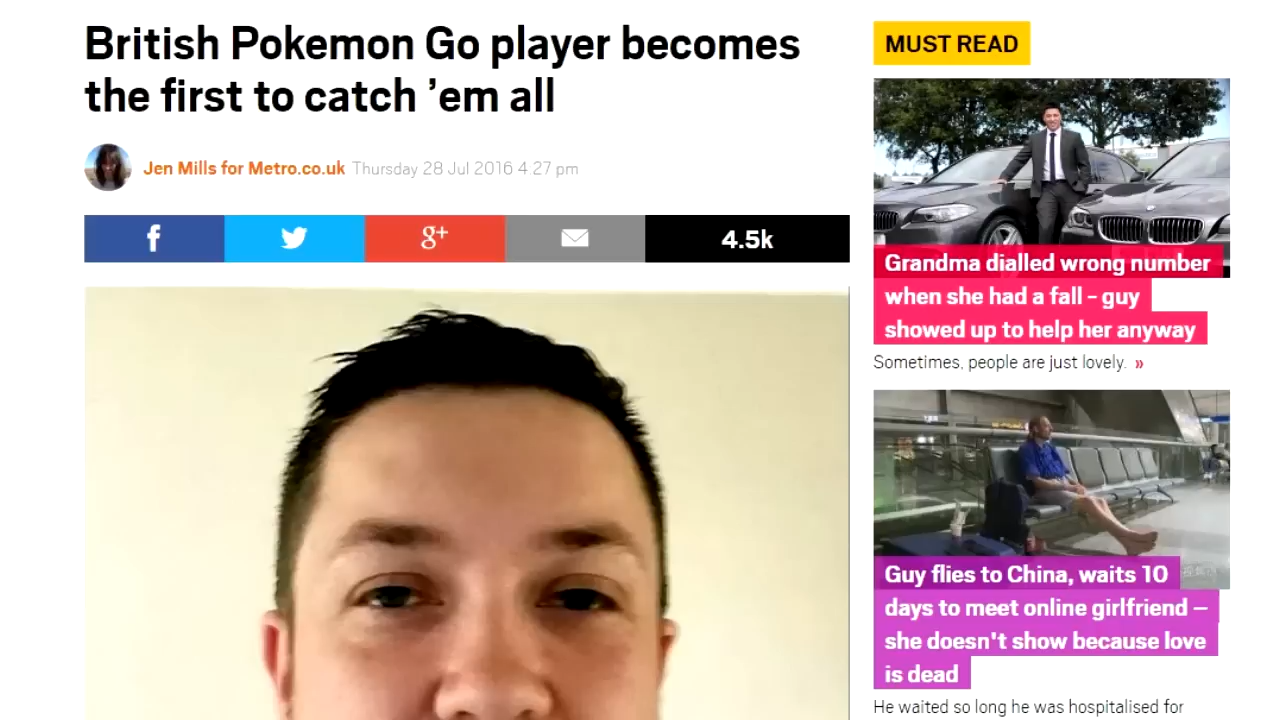 British Pokemon Go player becomes
the first to catch ’em all
Jen Mills for Metro.co.uk Thursday 28 Jul 2016 4:27 pm
f g+ 4.5k
MUST READ
Grandma dialled wrong number
when she had a fall – guy
showed up to help her anyway
Sometimes, people are just lovely. »
Guy flies to China, waits 10
days to meet online girlfriend –
she doesn't show because love
is dead
He waited so long he was hospitalised for